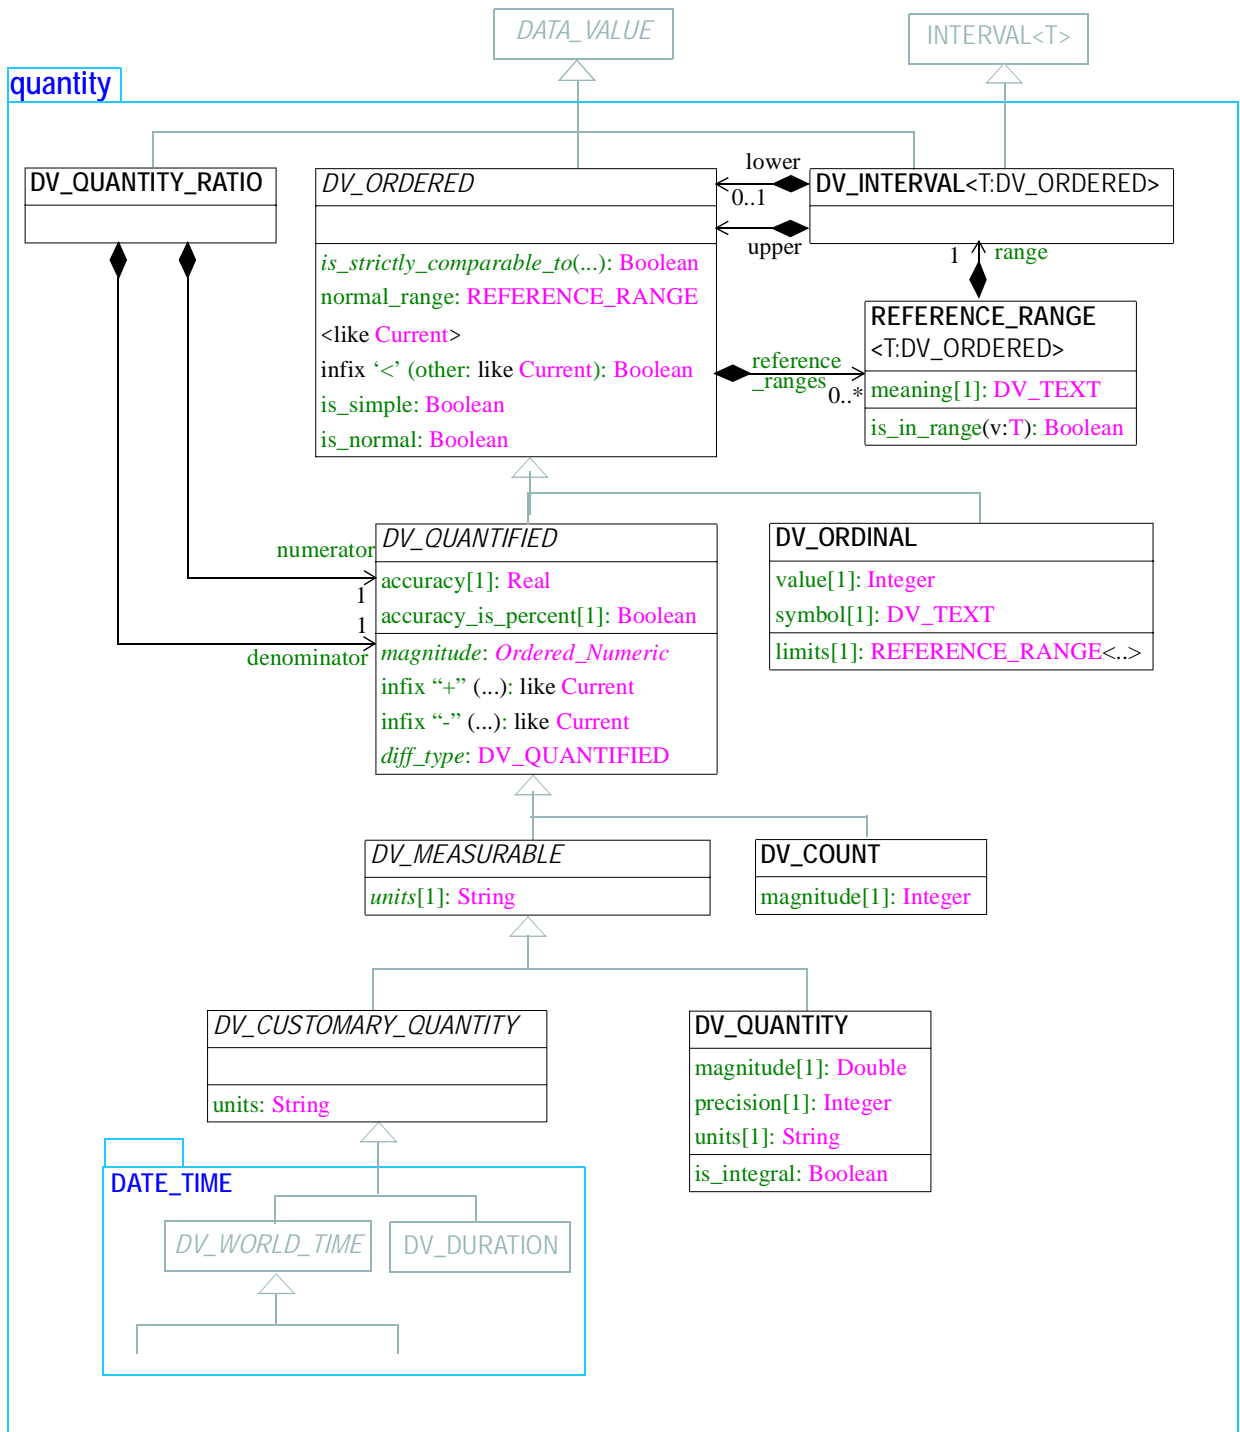 DATA_VALUE
INTERVAL<T>
quantity
DV_QUANTITY_RATIO
DV_ORDERED
is_strictly_comparable_to(...): Boolean
normal_range: REFERENCE_RANGE
<like Current>
infix ‘<’ (other: like Current): Boolean
is_simple: Boolean
is_normal: Boolean
lower
0..1
upper
DV_INTERVAL<T:DV_ORDERED>
1
range
REFERENCE_RANGE
<T:DV_ORDERED>
meaning[1]: DV_TEXT
is_in_range(v:T): Boolean
reference
_ranges
0..*
numerator
1
1
denominator
DV_QUANTIFIED
accuracy[1]: Real
accuracy_is_percent[1]: Boolean
magnitude: Ordered_Numeric
infix “+” (...): like Current
infix “-” (...): like Current
diff_type: DV_QUANTIFIED
DV_ORDINAL
value[1]: Integer
symbol[1]: DV_TEXT
limits[1]: REFERENCE_RANGE<..>
DV_MEASURABLE
units[1]: String
DV_COUNT
magnitude[1]: Integer
DV_CUSTOMARY_QUANTITY
units: String
DV_QUANTITY
magnitude[1]: Double
precision[1]: Integer
units[1]: String
is_integral: Boolean
DATE_TIME
DV_WORLD_TIME
DV_DURATION